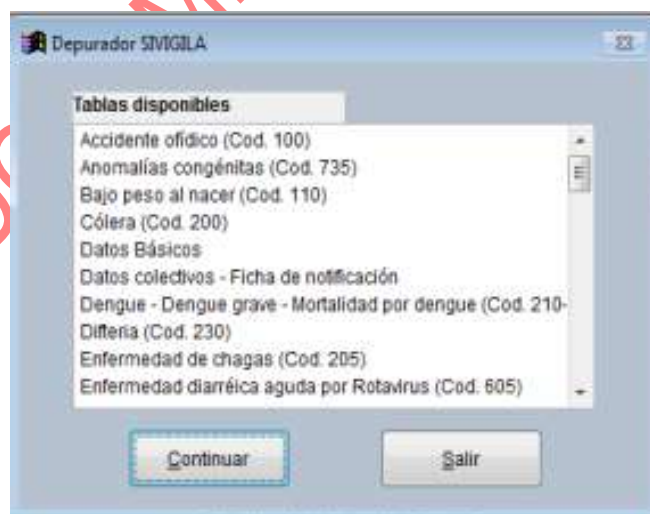 Depurador SIVIGILA
Tablas disponibles
Accidente ofídico (Cod. 100)
Anomalías congénitas (Cod. 735)
Bajo peso al nacer (Cod. 110)
Cólera (Cod. 200)
Datos Básicos
Datos colectivos - Ficha de notificación
Dengue - Dengue grave - Mortalidad por dengue (Cod. 210-
Difteria (Cod. 230)
Enfermedad de chagas (Cod. 205)
Enfermedad diarréica aguda por Rotavirus (Cod. 605)
Continuar
Salir